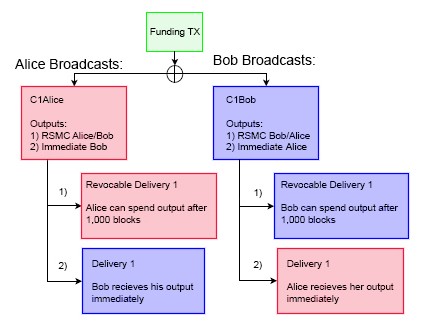 Funding TX
Alice Broadcasts:
Bob Broadcasts:
C1Alice
Outputs:
1) RSMC Alice/Bob
2) Immediate Bob
C1Bob
Outputs:
1) RSMC Bob/Alice
2) Immediate Alice
1)
Revocable Delivery 1
Alice can spend output after
1,000 blocks
1)
Revocable Delivery 1
Bob can spend output after
1,000 blocks
2)
Delivery 1
Bob recieves his output
immediately
2)
Delivery 1
Alice recieves her output
immediately